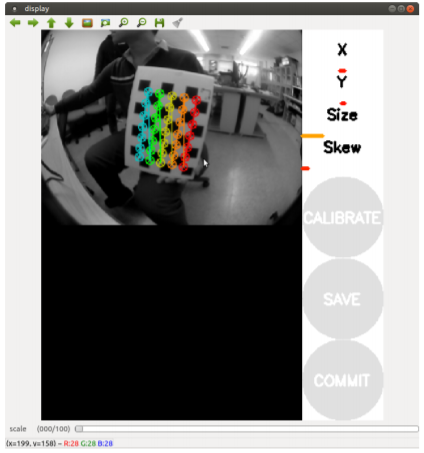 display
X
Y
Size
Skew
CALIBRATE
SAVE
COMMIT
scale (000/100)
(x=199, y=158) ~ R:28 G:28 B:28